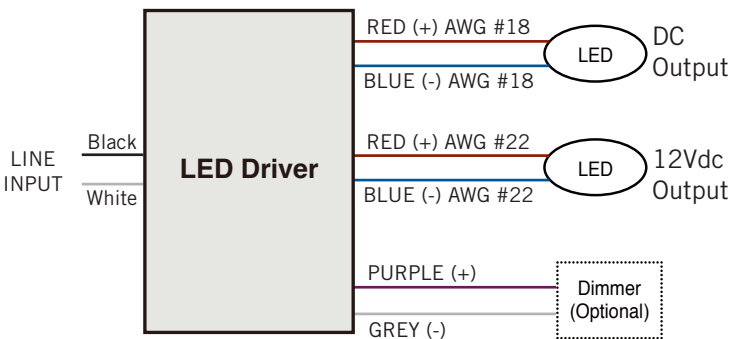 RED (+) AWG #18
LED
DC
Output
BLUE (-) AWG #18
LINE
INPUT
Black
White
LED Driver
RED (+) AWG #22
LED
12Vdc
Output
BLUE (-) AWG #22
PURPLE (+)
GREY (-)
Dimmer
(Optional)